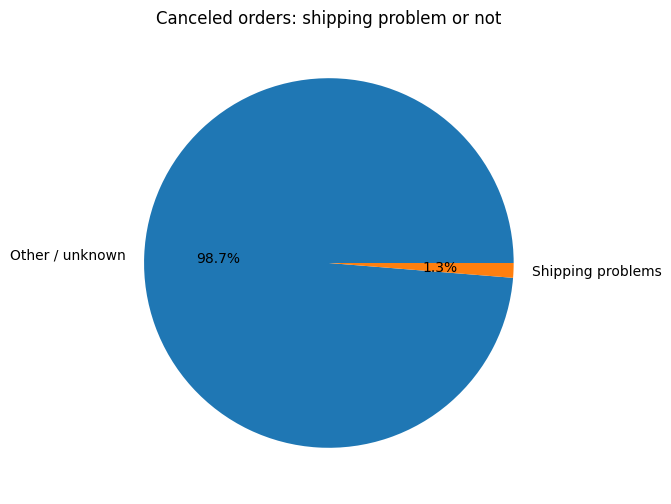 Canceled orders: shipping problem or not
Other / unknown
98.7%
1.3%
Shipping problems